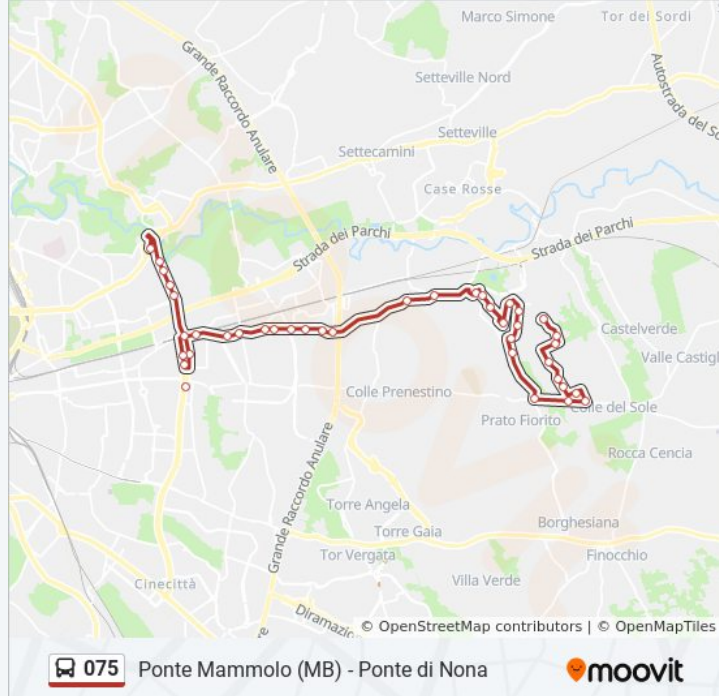 Marco Simone
Tor dei Sordi
Grande Raccordo Anulare
Setteville Nord
Autostrada del So
Setteville
Settecamini
Case Rosse
Strada dei Parchi
Strada dei Parchi
Castelverde
Valle Castigl
Colle Prenestino
Colle del Sole
Prato Fiorito
Rocca Cencia
Grande Raccordo Anulare
Torre Angela
Borghesiana
Torre Gaia
Tor Vergata
Finocchio
Cinecittà
Villa Verde
Diramazio
© OpenStreetMap contributors | © OpenMapTiles
075 Ponte Mammolo (MB) - Ponte di Nona
moovit